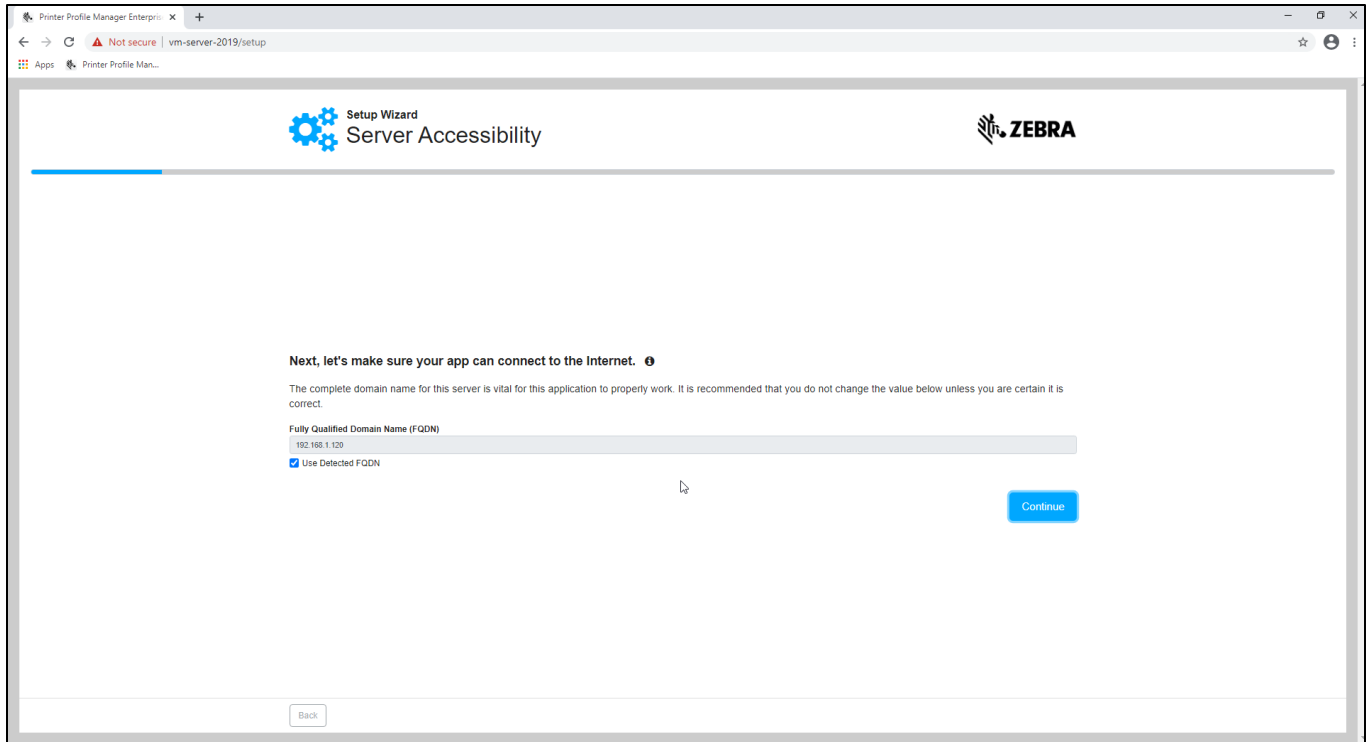 Printer Profile Manager Enterpris
Not secure | vm-server-2019/setup
Apps Printer Profile Man...
Setup Wizard
Server Accessibility
ZEBRA
Next, let's make sure your app can connect to the Internet.
The complete domain name for this server is vital for this application to properly work. It is recommended that you do not change the value below unless you are certain it is
correct.
Fully Qualified Domain Name (FQDN)
192.168.1.120
Use Detected FQDN
Continue
Back